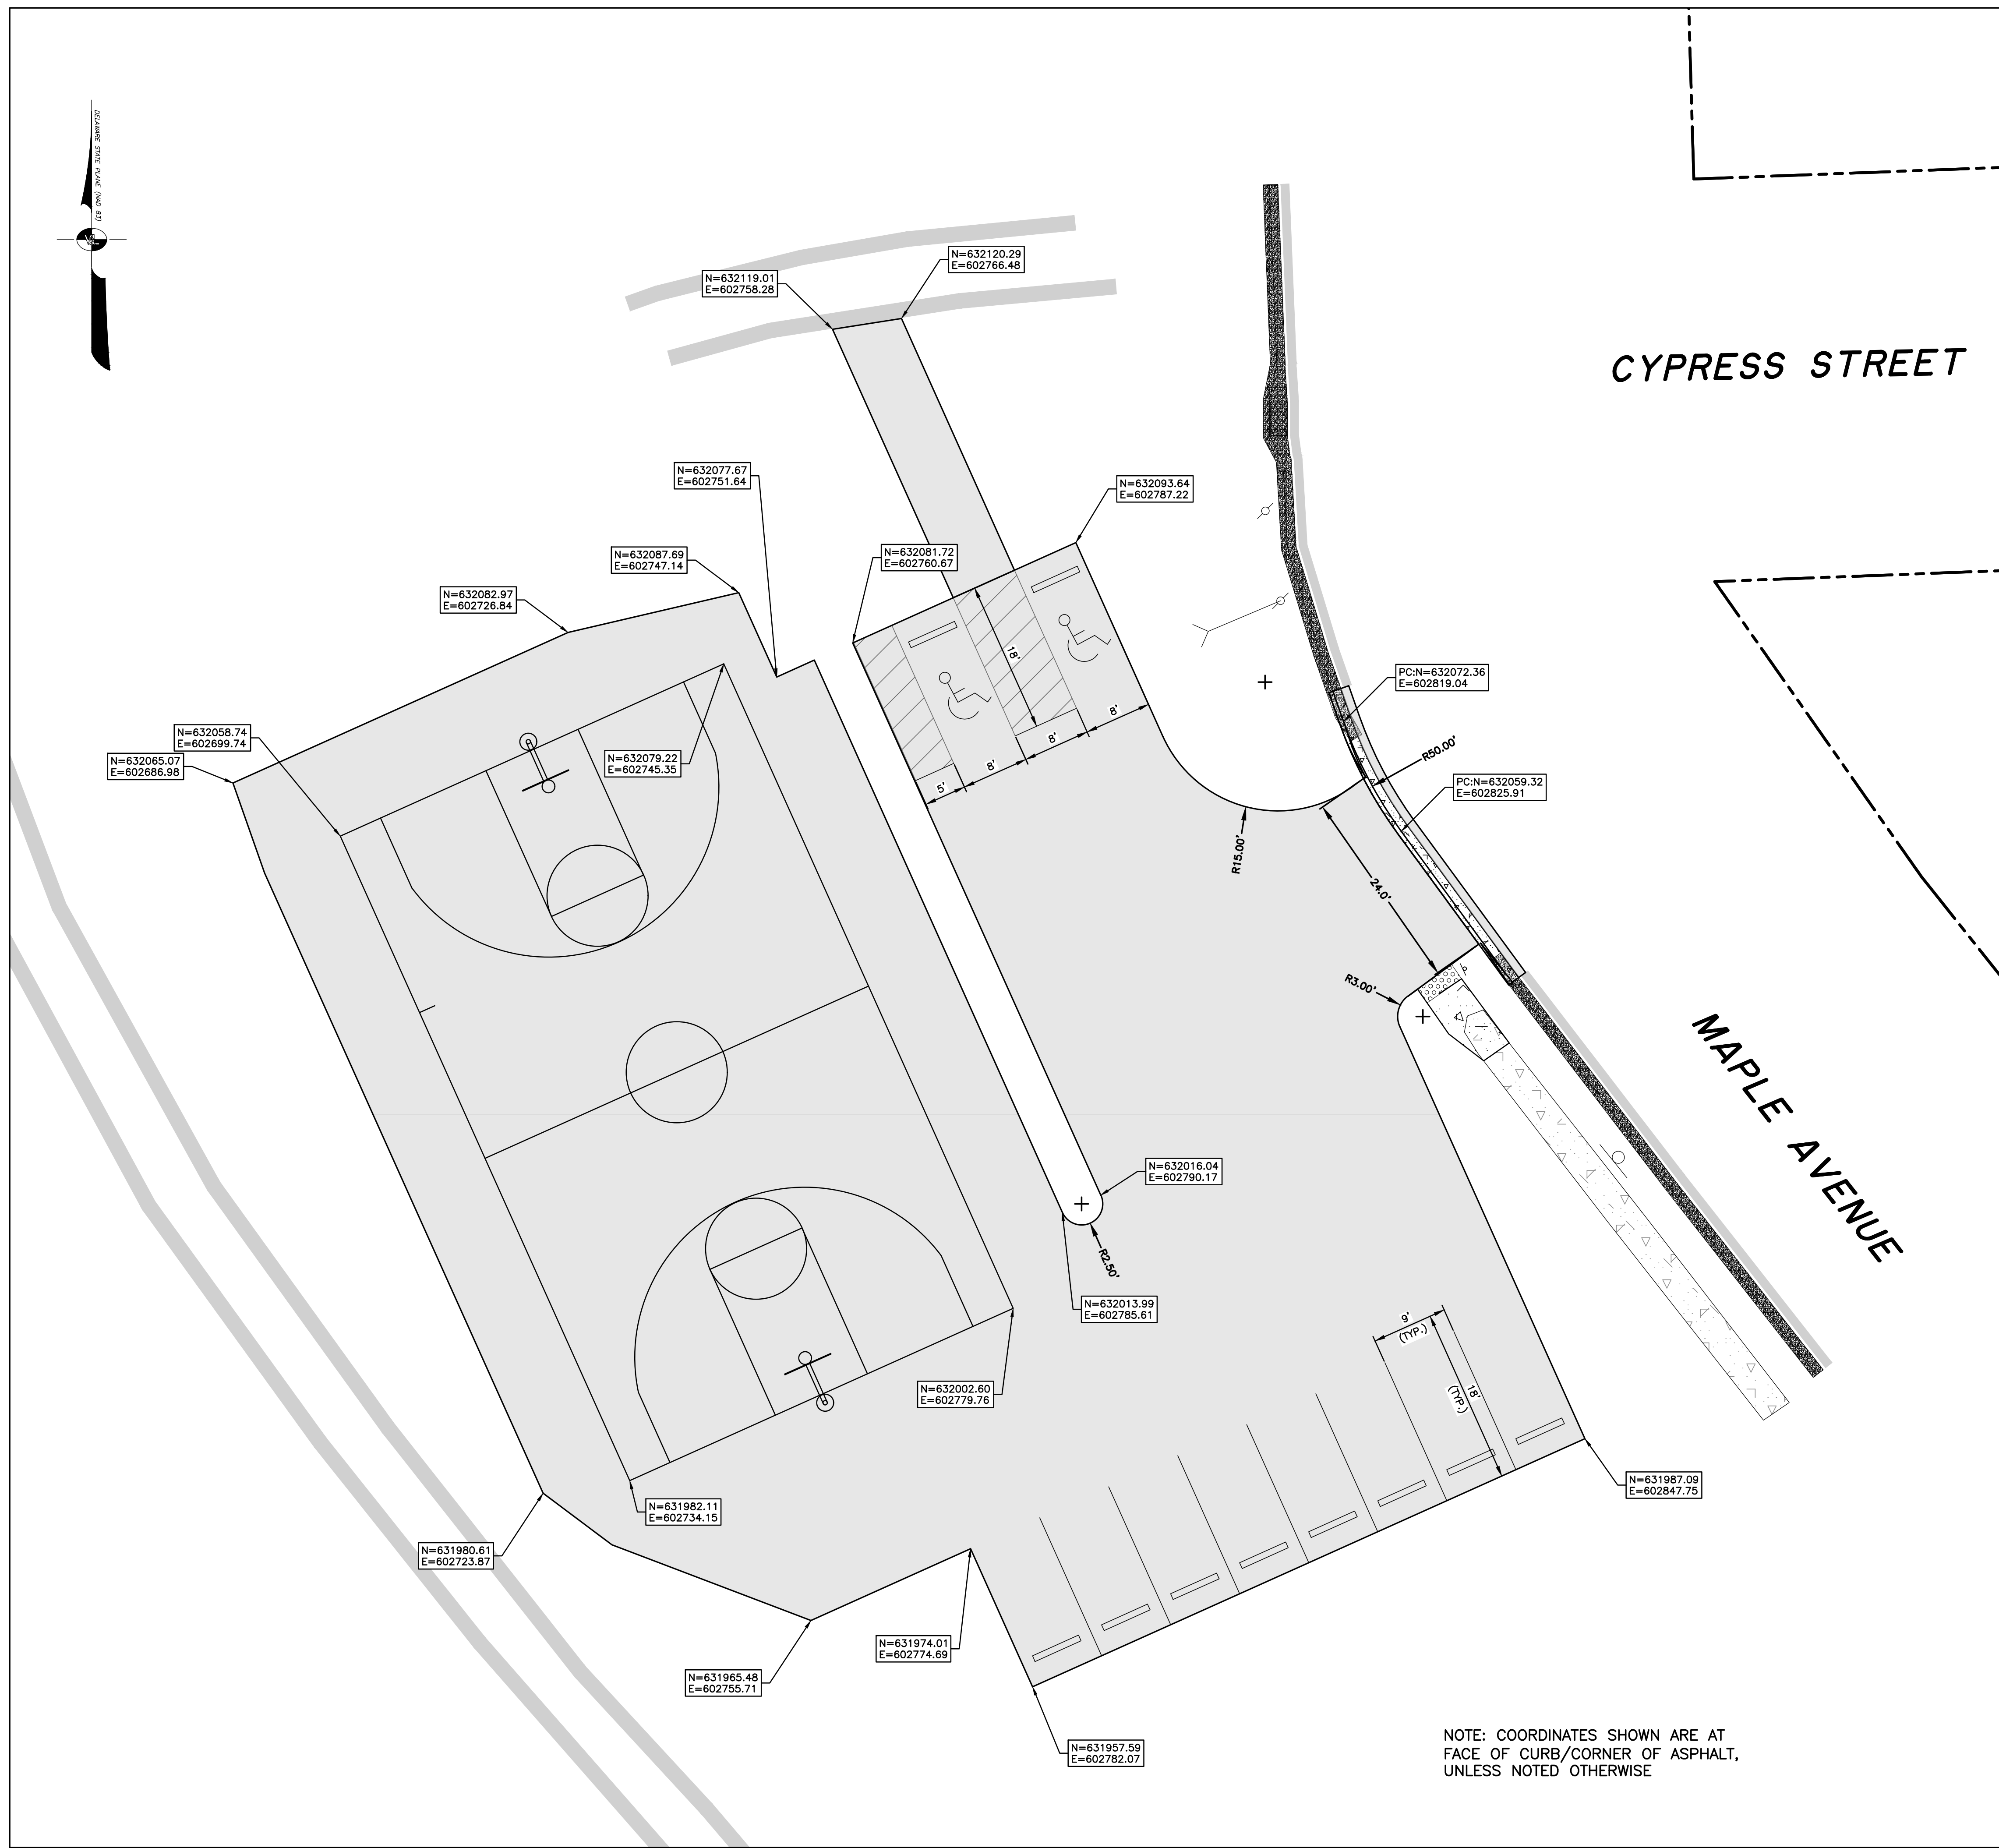 DELAWARE STATE PLANE (NAD 83)
N=632120.29
E=602766.48
N=632119.01
E=602758.28
CYPRESS STREET
N=632077.67
E=602751.64
N=632093.64
E=602787.22
N=632087.69
E=602747.14
N=632081.72
E=602760.67
N=632082.97
E=602726.84
18'
PC:N=632072.36
E=602819.04
8'
8'
8'
5'
N=632058.74
E=602699.74
N=632065.07
E=602686.98
N=632079.22
E=602745.35
R50.00'
PC:N=632059.32
E=602825.91
R15.00'
24.0'
R3.00'
MAPLE AVENUE
N=632016.04
E=602790.17
R2.50'
N=632013.99
E=602785.61
9'
(TYP.)
18'
(TYP.)
N=632002.60
E=602779.76
N=631987.09
E=602847.75
N=631982.11
E=602734.15
N=631980.61
E=602723.87
N=631974.01
E=602774.69
N=631965.48
E=602755.71
N=631957.59
E=602782.07
NOTE: COORDINATES SHOWN ARE AT
FACE OF CURB/CORNER OF ASPHALT,
UNLESS NOTED OTHERWISE